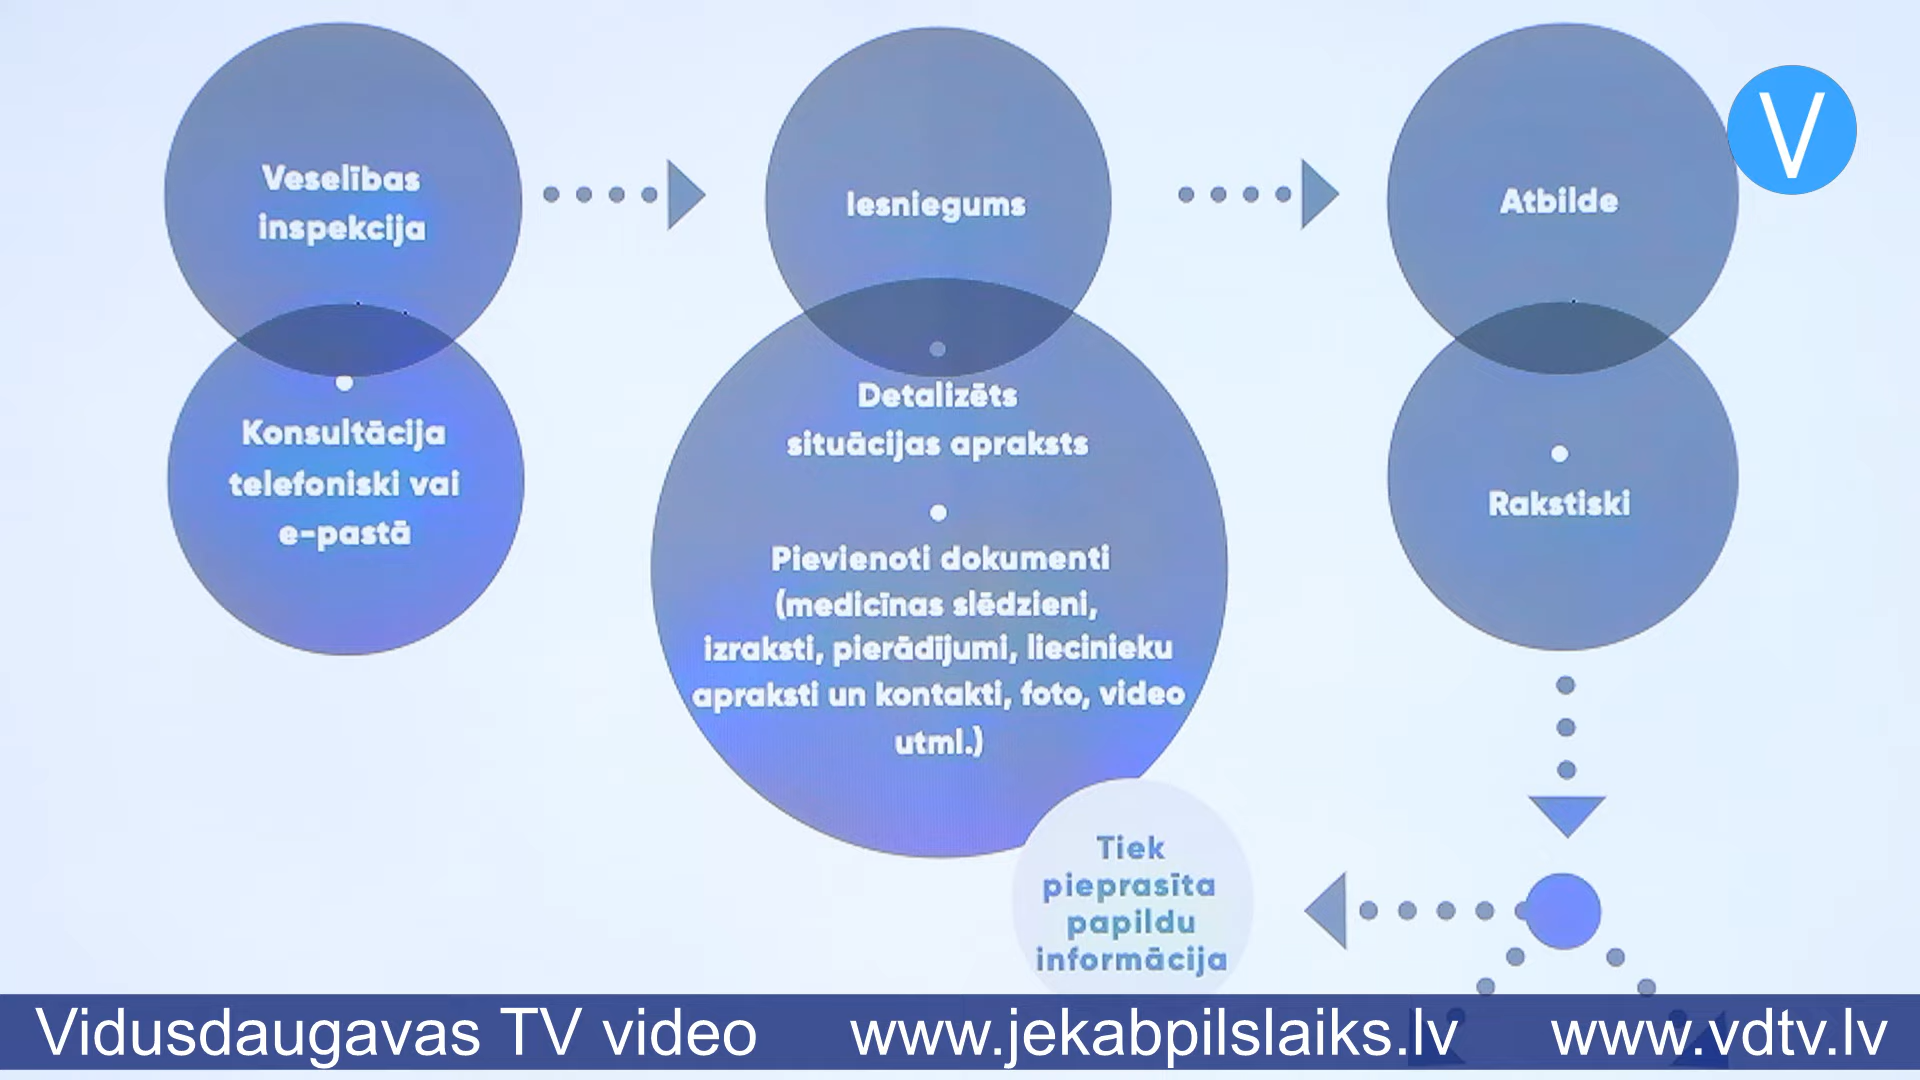 Veselības
inspekcija
Konsultācija
telefoniski vai
e-pastā
Iesniegums
Detalizēts
situācijas apraksts
Pievienoti dokumenti
(medicīnas slēdzieni,
izraksti, pierādījumi, liecinieku
apraksti un kontakti, foto, video
utml.)
Atbilde
Rakstiski
Tiek
pieprasīta
papildu
informācija
V
Vidusdaugavas TV video www.jekabpilslaiks.lv www.vdtv.lv